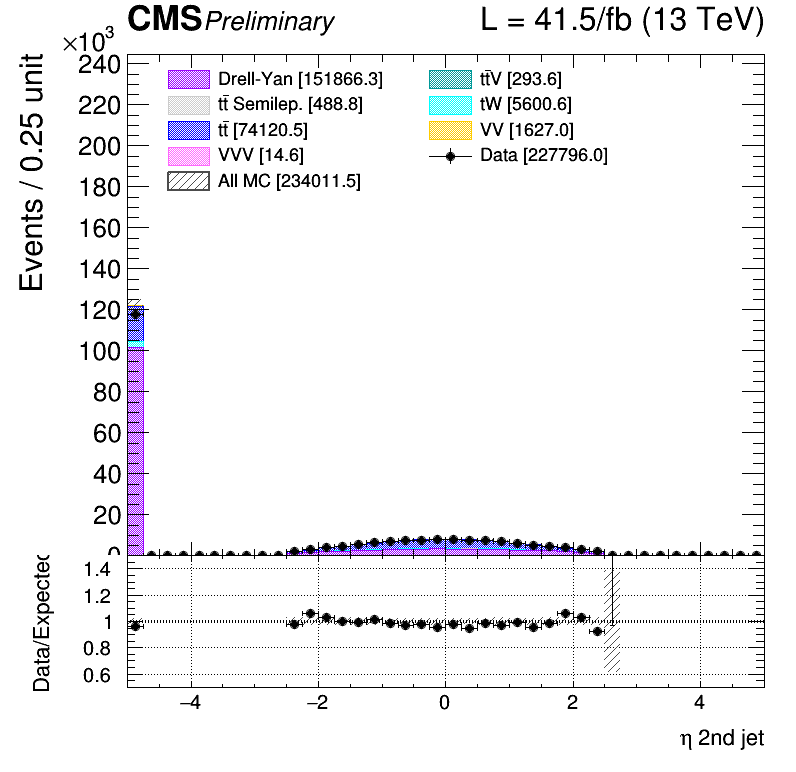 CMS Preliminary L = 41.5/fb (13 TeV)
×10³
Events / 0.25 unit
240
220
200
180
160
140
120
100
80
60
40
20
0
Drell-Yan [151866.3]
tt̄ Semilep. [488.8]
tt̄ [74120.5]
VVV [14.6]
All MC [234011.5]
tt̄V [293.6]
tW [5600.6]
VV [1627.0]
Data [227796.0]
Data/Expected
1.4
1.2
1
0.8
0.6
−4 −2 0 2 4
η 2nd jet